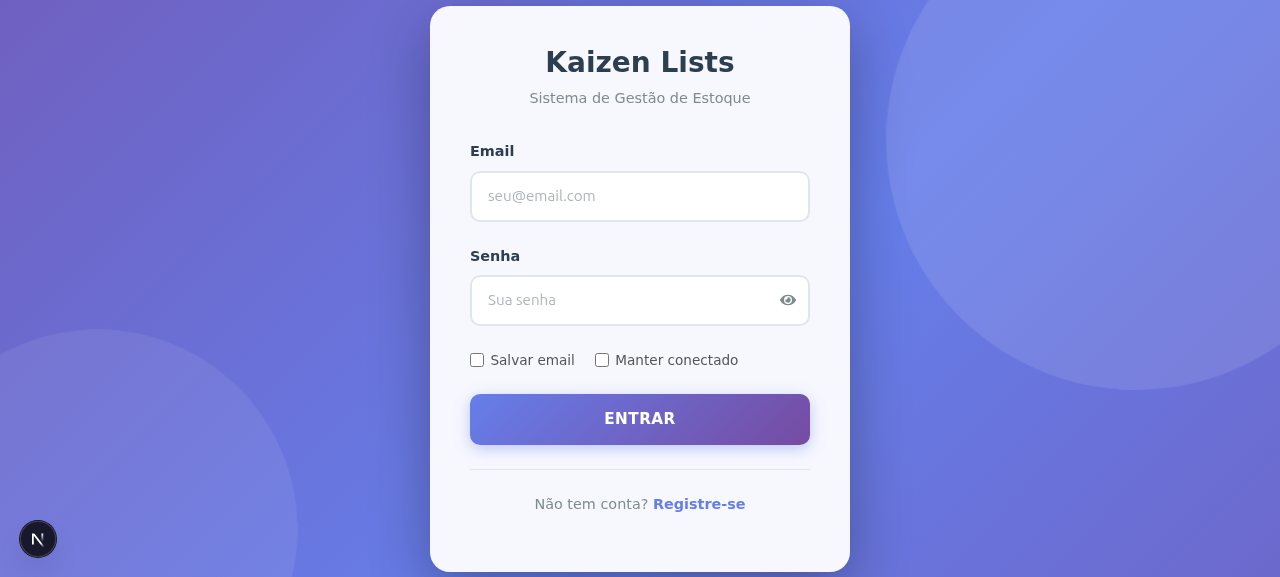 Kaizen Lists
Sistema de Gestão de Estoque
Email
seu@email.com
Senha
Sua senha
Salvar email Manter conectado
ENTRAR
Não tem conta? Registre-se
N